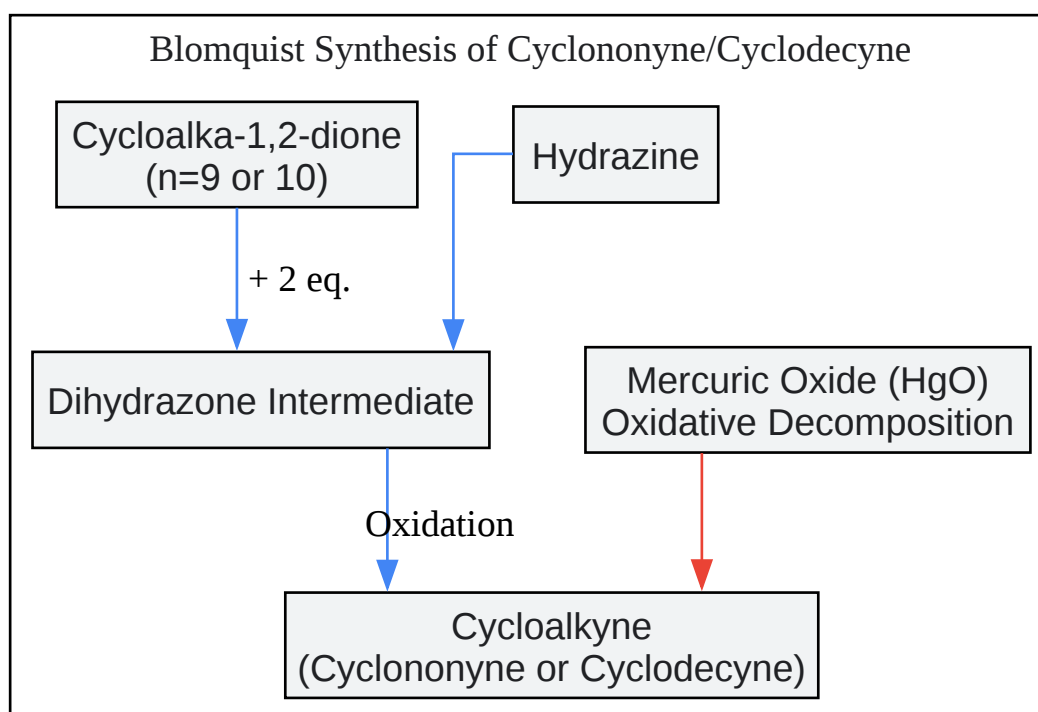 Blomquist Synthesis of Cyclononyne/Cyclodecyne
Cycloalka-1,2-dione
(n=9 or 10)
Hydrazine
+ 2 eq.
Dihydrazone Intermediate
Mercuric Oxide (HgO)
Oxidative Decomposition
Oxidation
Cycloalkyne
(Cyclononyne or Cyclodecyne)